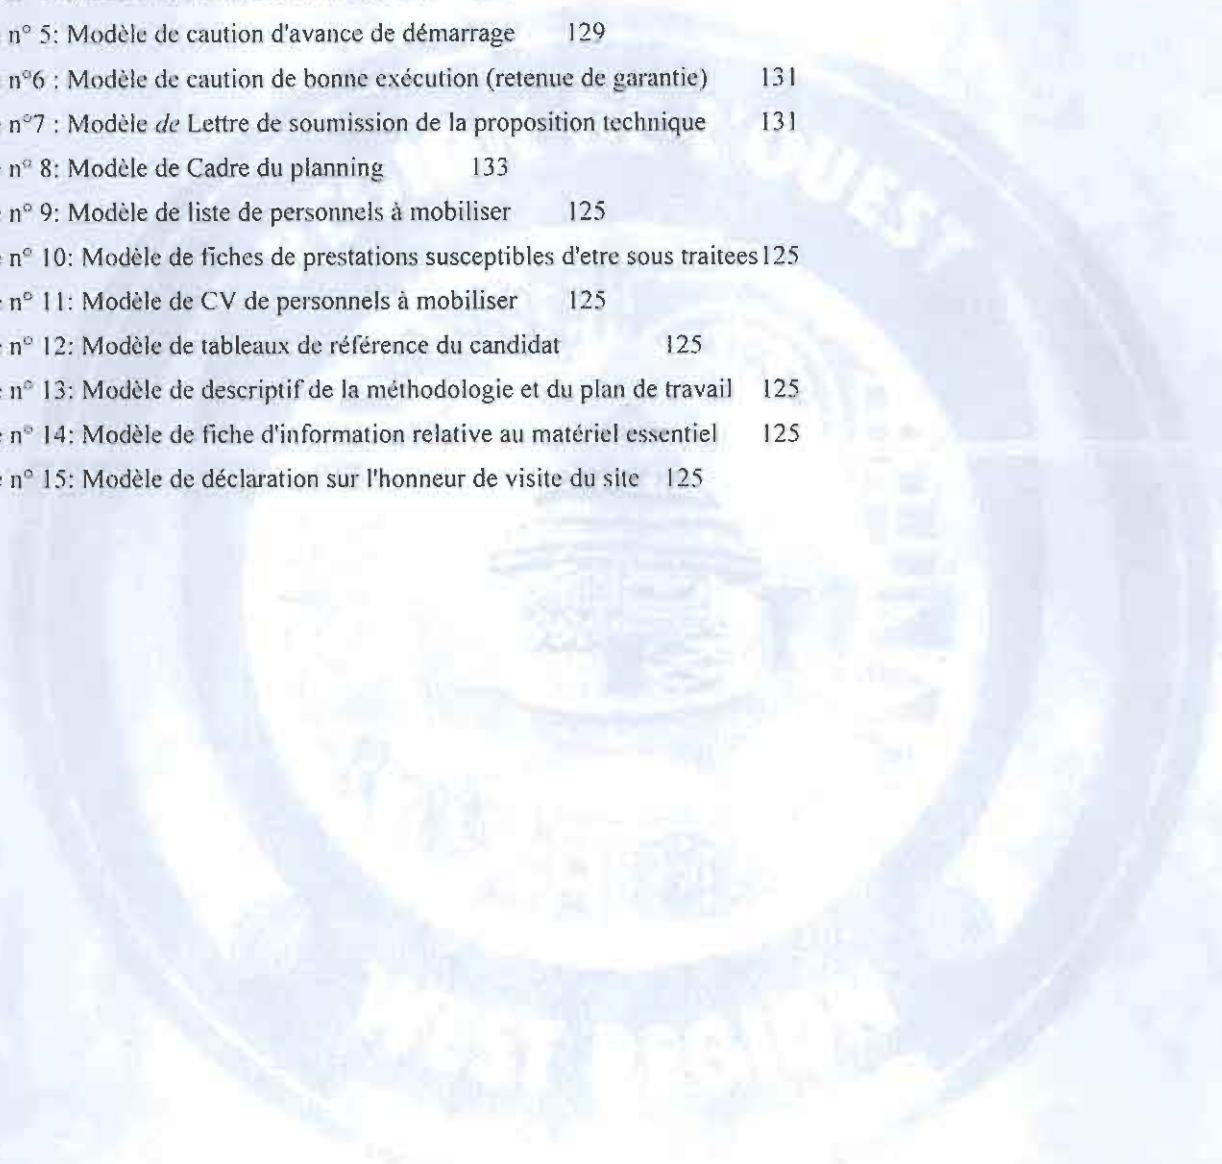 n° 5: Modèle de caution d'avance de démarrage 129
n°6 : Modèle de caution de bonne exécution (retenue de garantie) 131
n°7 : Modèle de Lettre de soumission de la proposition technique 131
n° 8: Modèle de Cadre du planning 133
n° 9: Modèle de liste de personnels à mobiliser 125
n° 10: Modèle de fiches de prestations susceptibles d'etre sous traitees125
n° 11: Modèle de CV de personnels à mobiliser 125
n° 12: Modèle de tableaux de référence du candidat 125
n° 13: Modèle de descriptif de la méthodologie et du plan de travail 125
n° 14: Modèle de fiche d'information relative au matériel essentiel 125
n° 15: Modèle de déclaration sur l'honneur de visite du site 125
OUEST
WEST REGION